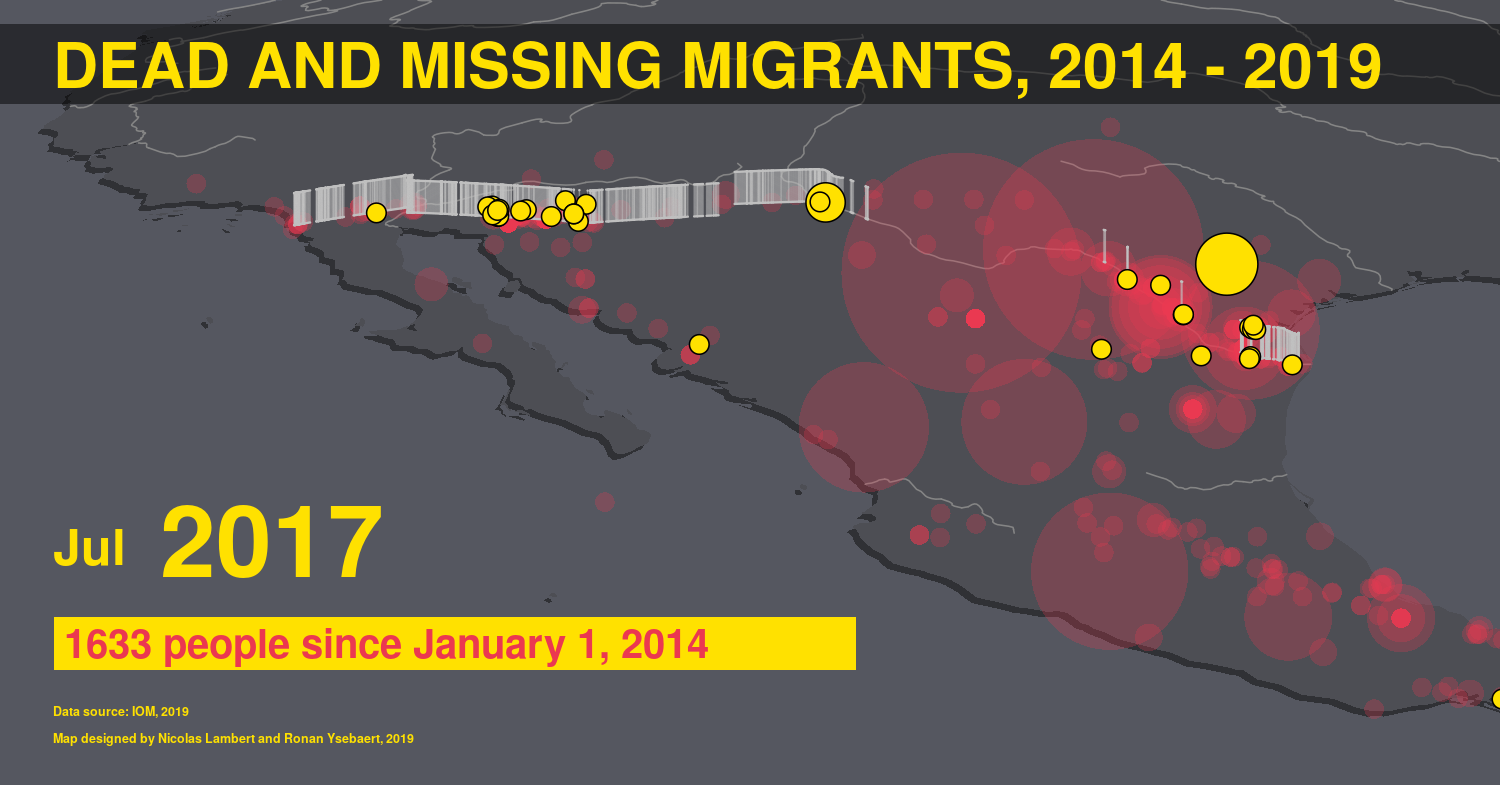 DEAD AND MISSING MIGRANTS, 2014 - 2019
Jul 2017
1633 people since January 1, 2014
Data source: IOM, 2019
Map designed by Nicolas Lambert and Ronan Ysebaert, 2019